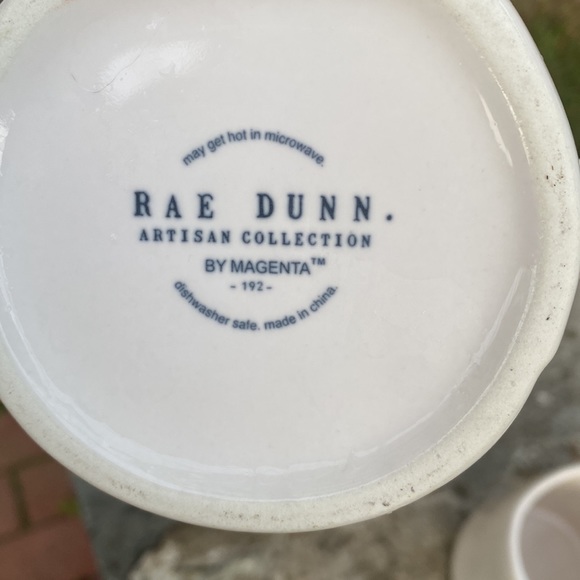 may get hot in microwave.
RAE DUNN.
ARTISAN COLLECTION
BY MAGENTA™
- 192 -
dishwasher safe. made in china.